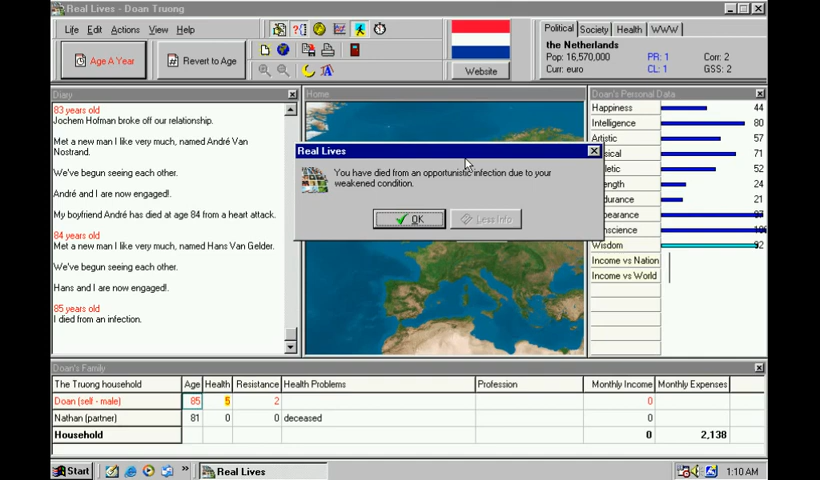 Real Lives - Doan Truong
Life Edit Actions View Help
Age A Year
Revert to Age
Website
Political Society Health WWW
the Netherlands
Pop: 16,570,000 PR: 1 Corr: 2
Curr: euro CL: 1 GSS: 2
Diary
83 years old
Jochem Hofman broke off our relationship.
Met a new man I like very much, named André Van
Nostrand.
We've begun seeing each other.
André and I are now engaged!.
My boyfriend André has died at age 84 from a heart attack.
84 years old
Met a new man I like very much, named Hans Van Gelder.
We've begun seeing each other.
Hans and I are now engaged!.
85 years old
I died from an infection.
Home
Real Lives
You have died from an opportunistic infection due to your
weakened condition.
OK
Less Info
Doan's Personal Data
Happiness 44
Intelligence 80
Artistic 57
sical 71
letic 52
ength 24
durance 21
pearance 87
nscience 100
Wisdom 92
Income vs Nation
Income vs World
Doan's Family
The Truong household Age Health Resistance Health Problems Profession Monthly Income Monthly Expenses
Doan (self - male) 85 5 2 0
Nathan (partner) 81 0 0 deceased 0
Household 0 2,138
Start
Real Lives
1:10 AM